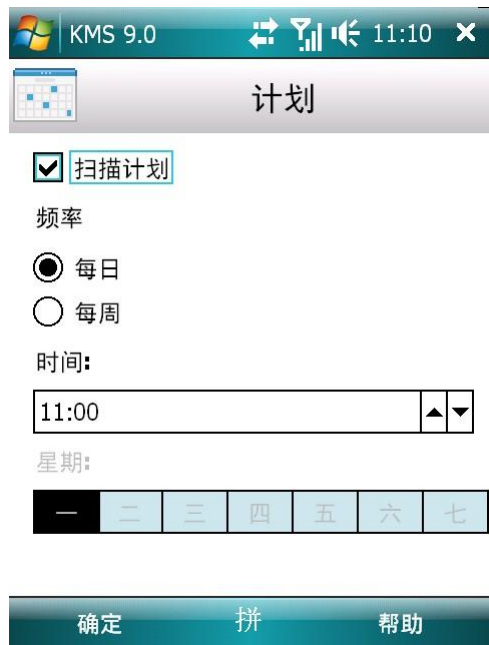 KMS 9.0 11:10
计划
扫描计划
频率
每日
每周
时间:
11:00
星期:
一 二 三 四 五 六 七
确定 拼 帮助